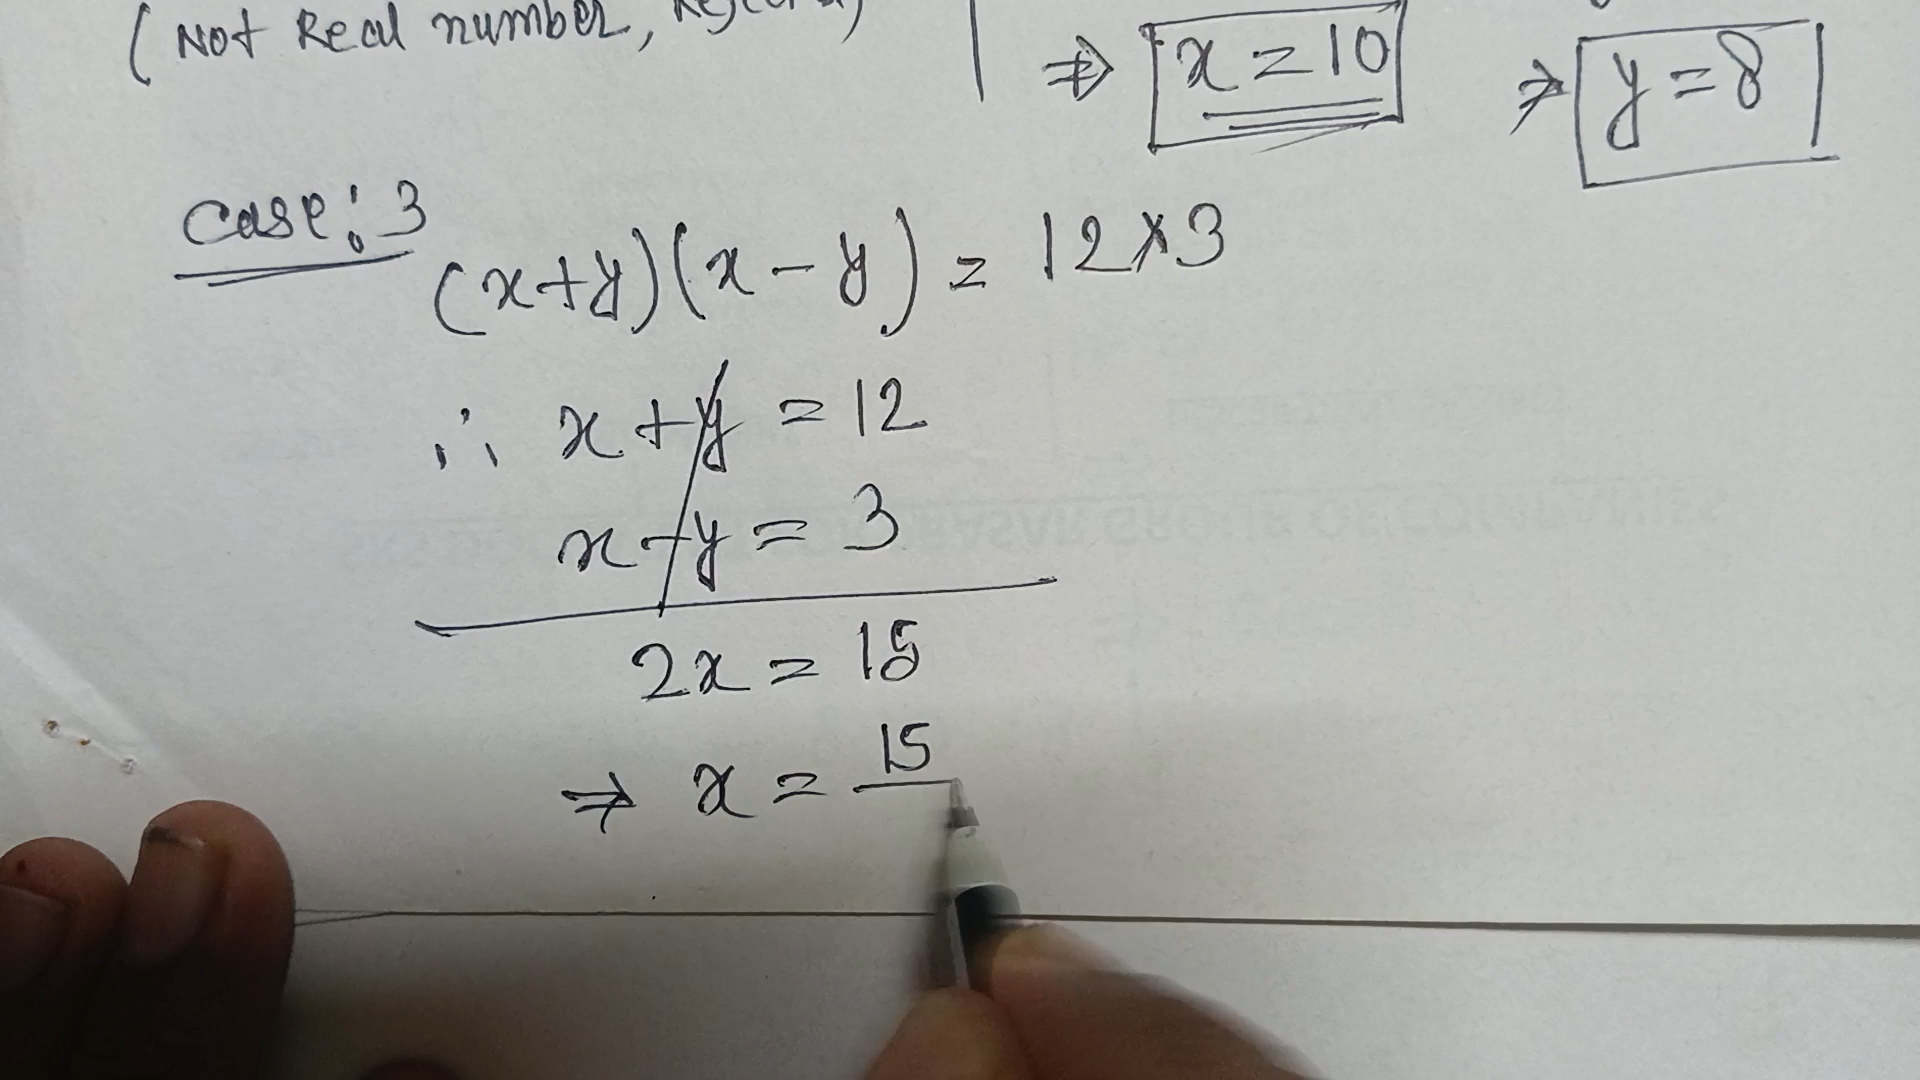 (Not Real number,
⇒ x = 10
⇒ y = 8
Case: 3
(x+y)(x-y) = 12×3
∴ x+y = 12
x-y = 3
2x = 15
⇒ x = 15